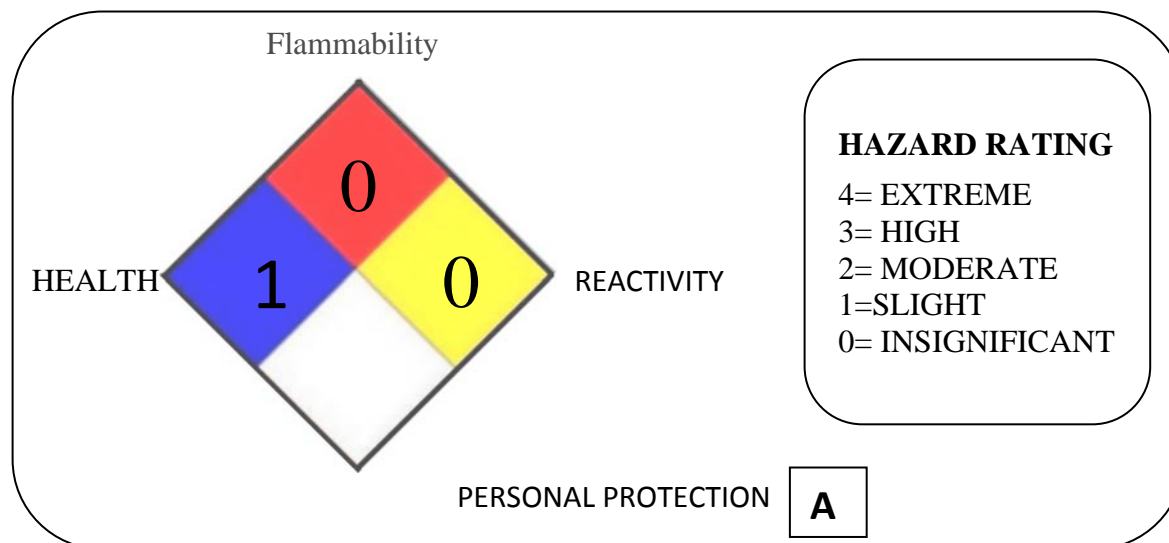 Flammability
0
HEALTH
1
0
REACTIVITY
HAZARD RATING
4= EXTREME
3= HIGH
2= MODERATE
1=SLIGHT
0= INSIGNIFICANT
PERSONAL PROTECTION A